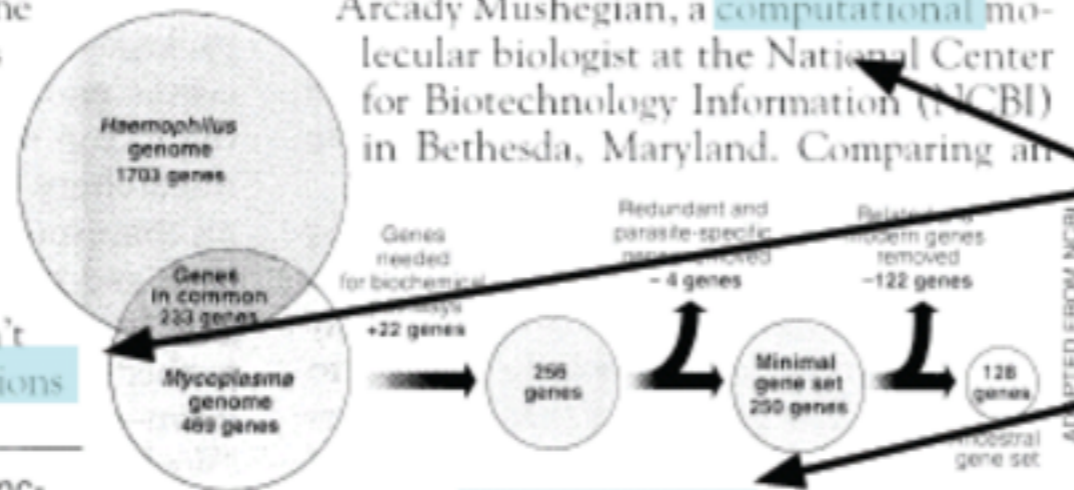 Arcady Mushegian, a computational mo-
lecular biologist at the National Center
for Biotechnology Information (NCBI)
in Bethesda, Maryland. Comparing an
Haemophilus
genome
1703 genes
Genes
in common
233 genes
Mycoplasma
genome
469 genes
Genes
needed
for biochemical
+22 genes
256
genes
Redundant and
parasite-specific
– 4 genes
Minimal
gene set
250 genes
modern genes
removed
–122 genes
128
genes
Ancestral
gene set
ADAPTED FROM NCBI
't
ions